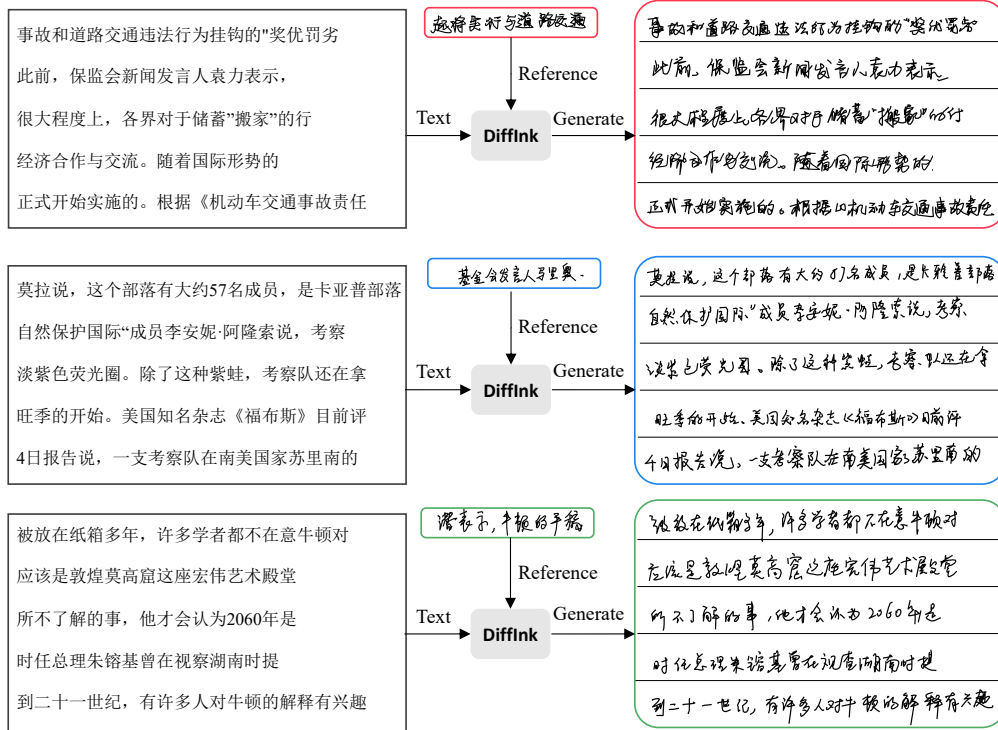 事故和道路交通违法行为挂钩的"奖优罚劣
此前，保监会新闻发言人袁力表示，
很大程度上，各界对于储蓄"搬家"的行
经济合作与交流。随着国际形势的
正式开始实施的。根据《机动车交通事故责任
Text
Reference
DiffInk
Generate
事故和道路交通违法行为挂钩的"奖优罚劣
此前，保监会新闻发言人袁力表示。
很大程度上，各界对于储蓄"搬家"的行
经济合作与交流。随着国际形势的
正式开始实施的。根据《机动车交通事故责任
莫拉说，这个部落有大约57名成员，是卡亚普部落
自然保护国际“成员李安妮·阿隆索说，考察
淡紫色荧光圈。除了这种紫蛙，考察队还在拿
旺季的开始。美国知名杂志《福布斯》目前评
4日报告说，一支考察队在南美国家苏里南的
基金会发言人马里奥.
Text
Reference
DiffInk
Generate
莫拉说，这个部落有大约57名成员，是卡雅普部落
自然保护国际"成员李安妮·阿隆索说，考察
淡紫色荧光圈。除了这种紫蛙，考察队还在拿
旺季的开始、美国知名杂志《福布斯》目前评
4日报告说，一支考察队在南美国家苏里南的
被放在纸箱多年，许多学者都不在意牛顿对
应该是敦煌莫高窟这座宏伟艺术殿堂
所不了解的事，他才会认为2060年是
时任总理朱镕基曾在视察湖南时提
到二十一世纪，有许多人对牛顿的解释有兴趣
潜表示，牛顿的手稿
Text
Reference
DiffInk
Generate
被放在纸箱多年，许多学者都不在意牛顿对
应该是敦煌莫高窟这座宏伟艺术殿堂
所不了解的事，他才会认为2060年是
时任总理朱镕基曾在视察湖南时提
到二十一世纪，有许多人对牛顿的解释有兴趣